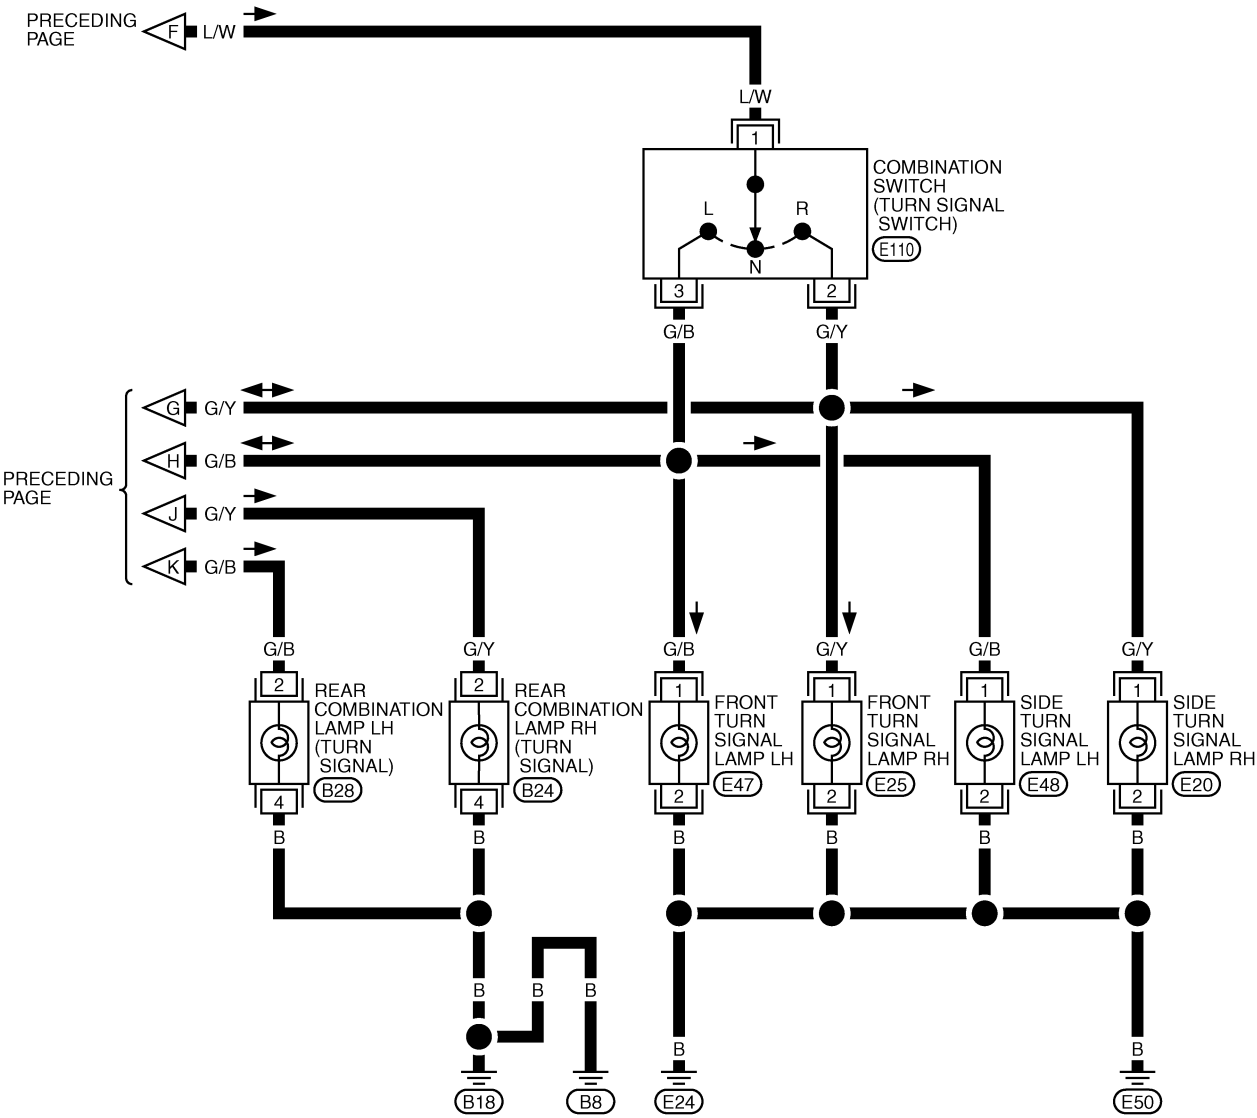 PRECEDING
PAGE
F
L/W
L/W
1
COMBINATION
SWITCH
(TURN SIGNAL
SWITCH)
E110
L
R
N
3
2
G/B
G/Y
PRECEDING
PAGE
G
G/Y
H
G/B
J
G/Y
K
G/B
G/B
G/Y
G/B
G/Y
G/B
G/Y
2
2
1
1
1
1
REAR
COMBINATION
LAMP LH
(TURN
SIGNAL)
B28
REAR
COMBINATION
LAMP RH
(TURN
SIGNAL)
B24
FRONT
TURN
SIGNAL
LAMP LH
E47
FRONT
TURN
SIGNAL
LAMP RH
E25
SIDE
TURN
SIGNAL
LAMP LH
E48
SIDE
TURN
SIGNAL
LAMP RH
E20
4
4
2
2
2
2
B
B
B
B
B
B
B
B
B
B
B
B18
B8
E24
E50